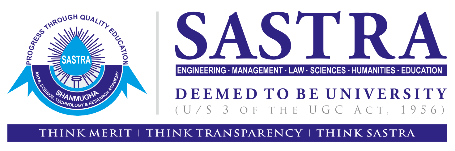 PROGRESS THROUGH QUALITY EDUCATION
SASTRA
SHANMUGHA
SASTRA
ENGINEERING · MANAGEMENT · LAW · SCIENCES · HUMANITIES · EDUCATION
DEEMED TO BE UNIVERSITY
(U/S 3 OF THE UGC ACT, 1956)
THINK MERIT | THINK TRANSPARENCY | THINK SASTRA